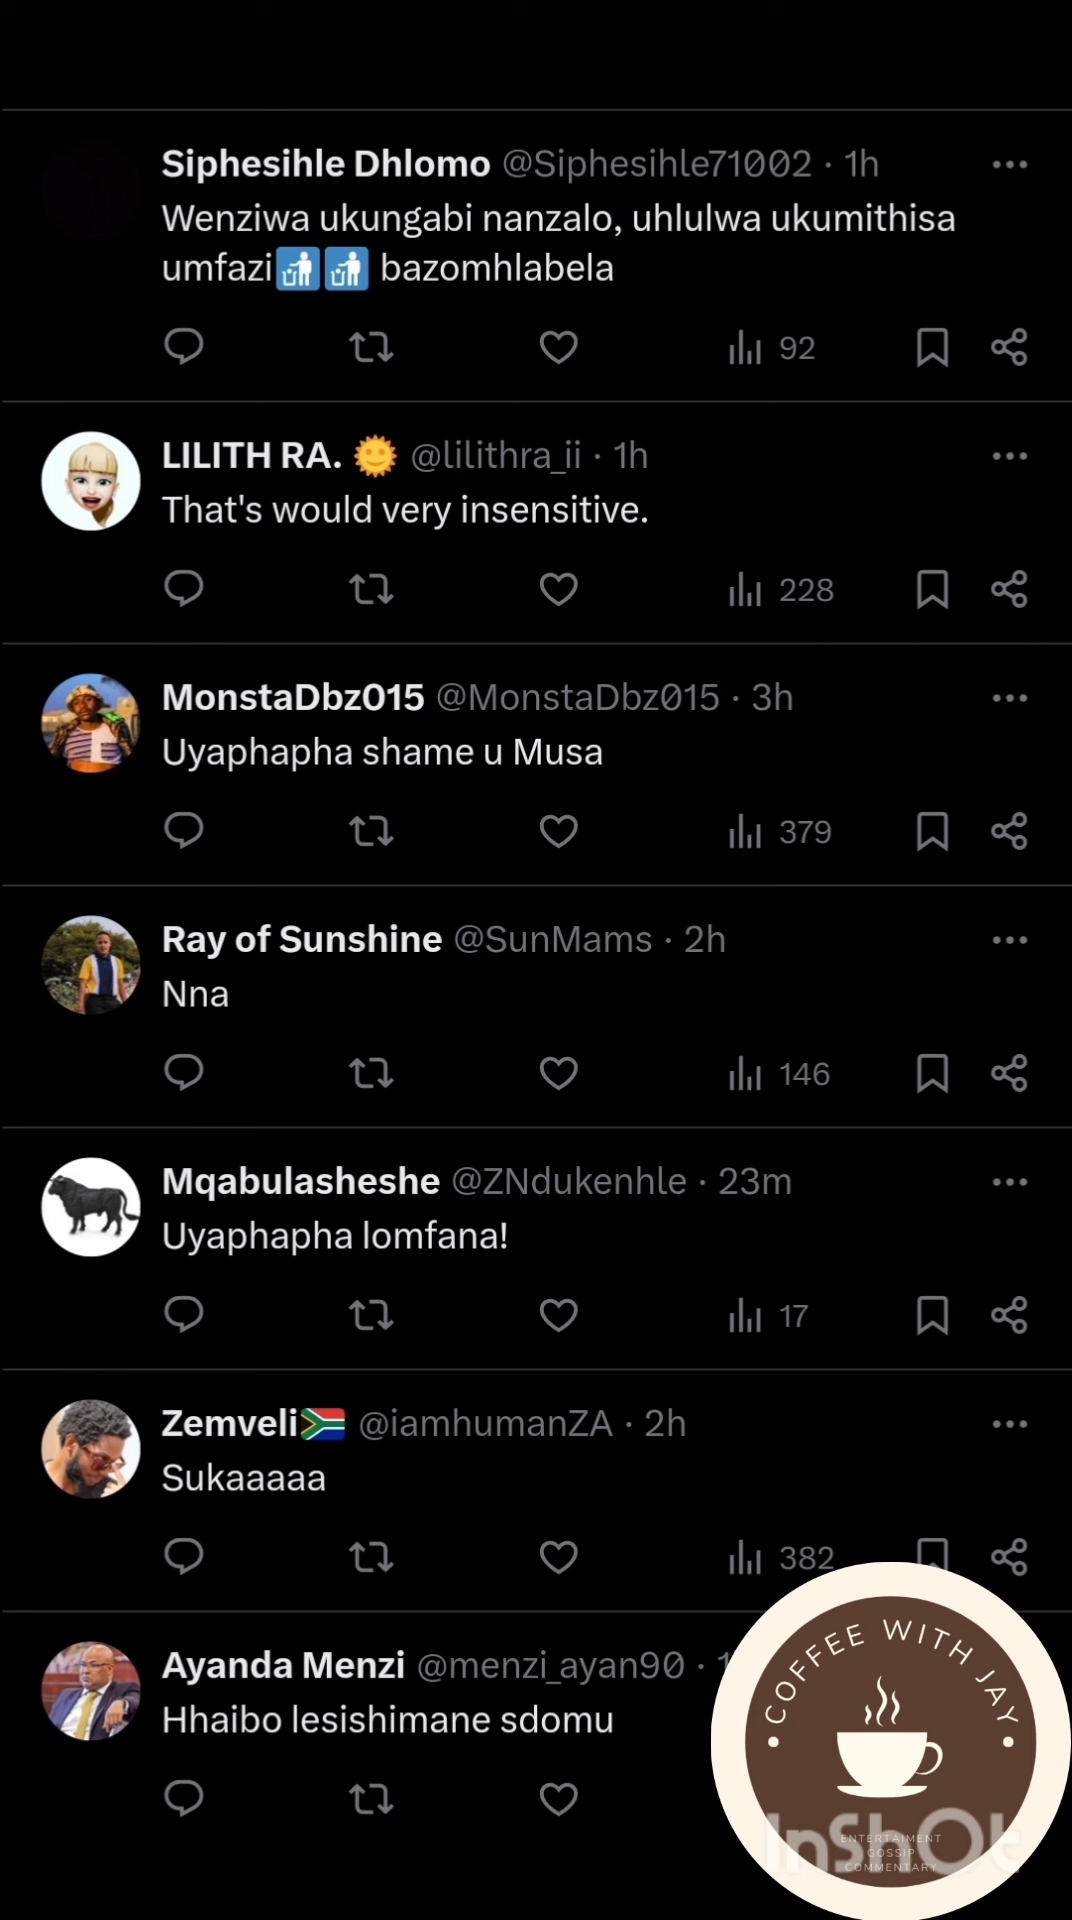 Siphesihle Dhlomo @Siphesihle71002 · 1h
Wenziwa ukungabi nanzalo, uhlulwa ukumithisa
umfazi🚮🚮 bazomhlabela
92
LILITH RA. 🌞 @lilithra_ii · 1h
That's would very insensitive.
228
MonstaDbz015 @MonstaDbz015 · 3h
Uyaphapha shame u Musa
379
Ray of Sunshine @SunMams · 2h
Nna
146
Mqabulasheshe @ZNdukenhle · 23m
Uyaphapha lomfana!
17
Zemveli🇿🇦 @iamhumanZA · 2h
Sukaaaaa
382
Ayanda Menzi @menzi_ayan90 ·
Hhaibo lesishimane sdomu
• COFFEE WITH JAY •
InShOt
ENTERTAIMENT
GOSSIP
COMMENTARY